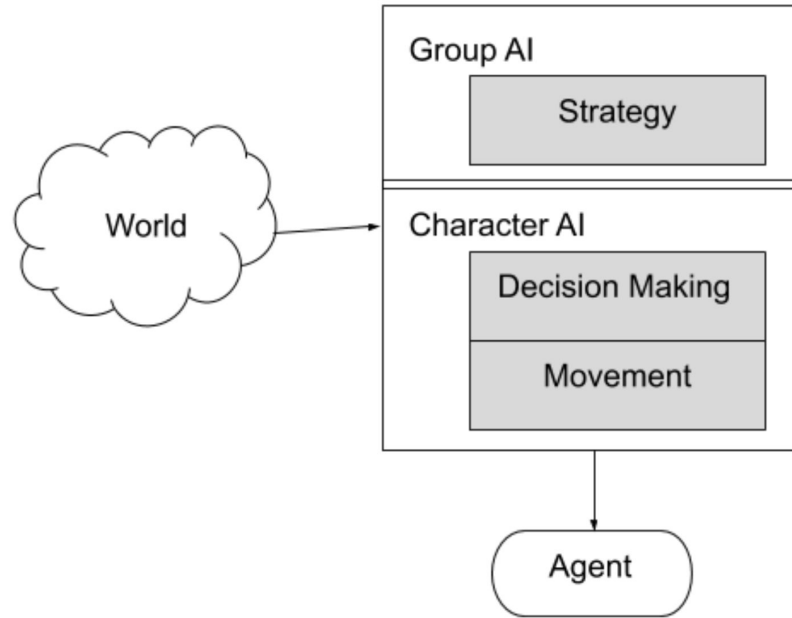 Group AI
Strategy
World
Character AI
Decision Making
Movement
Agent